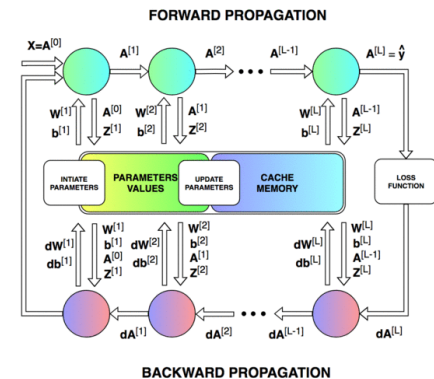 FORWARD PROPAGATION
X=A[0]
A[1]
A[2]
A[L-1]
A[L] = ŷ
W[1]
b[1]
A[0]
Z[1]
W[2]
b[2]
A[1]
Z[2]
W[L]
b[L]
A[L-1]
Z[L]
INTIATE
PARAMETERS
PARAMETERS
VALUES
UPDATE
PARAMETERS
CACHE
MEMORY
LOSS
FUNCTION
dW[1]
db[1]
W[1]
b[1]
A[0]
Z[1]
dW[2]
db[2]
W[2]
b[2]
A[1]
Z[2]
dW[L]
db[L]
W[L]
b[L]
A[L-1]
Z[L]
dA[1]
dA[2]
dA[L-1]
dA[L]
BACKWARD PROPAGATION